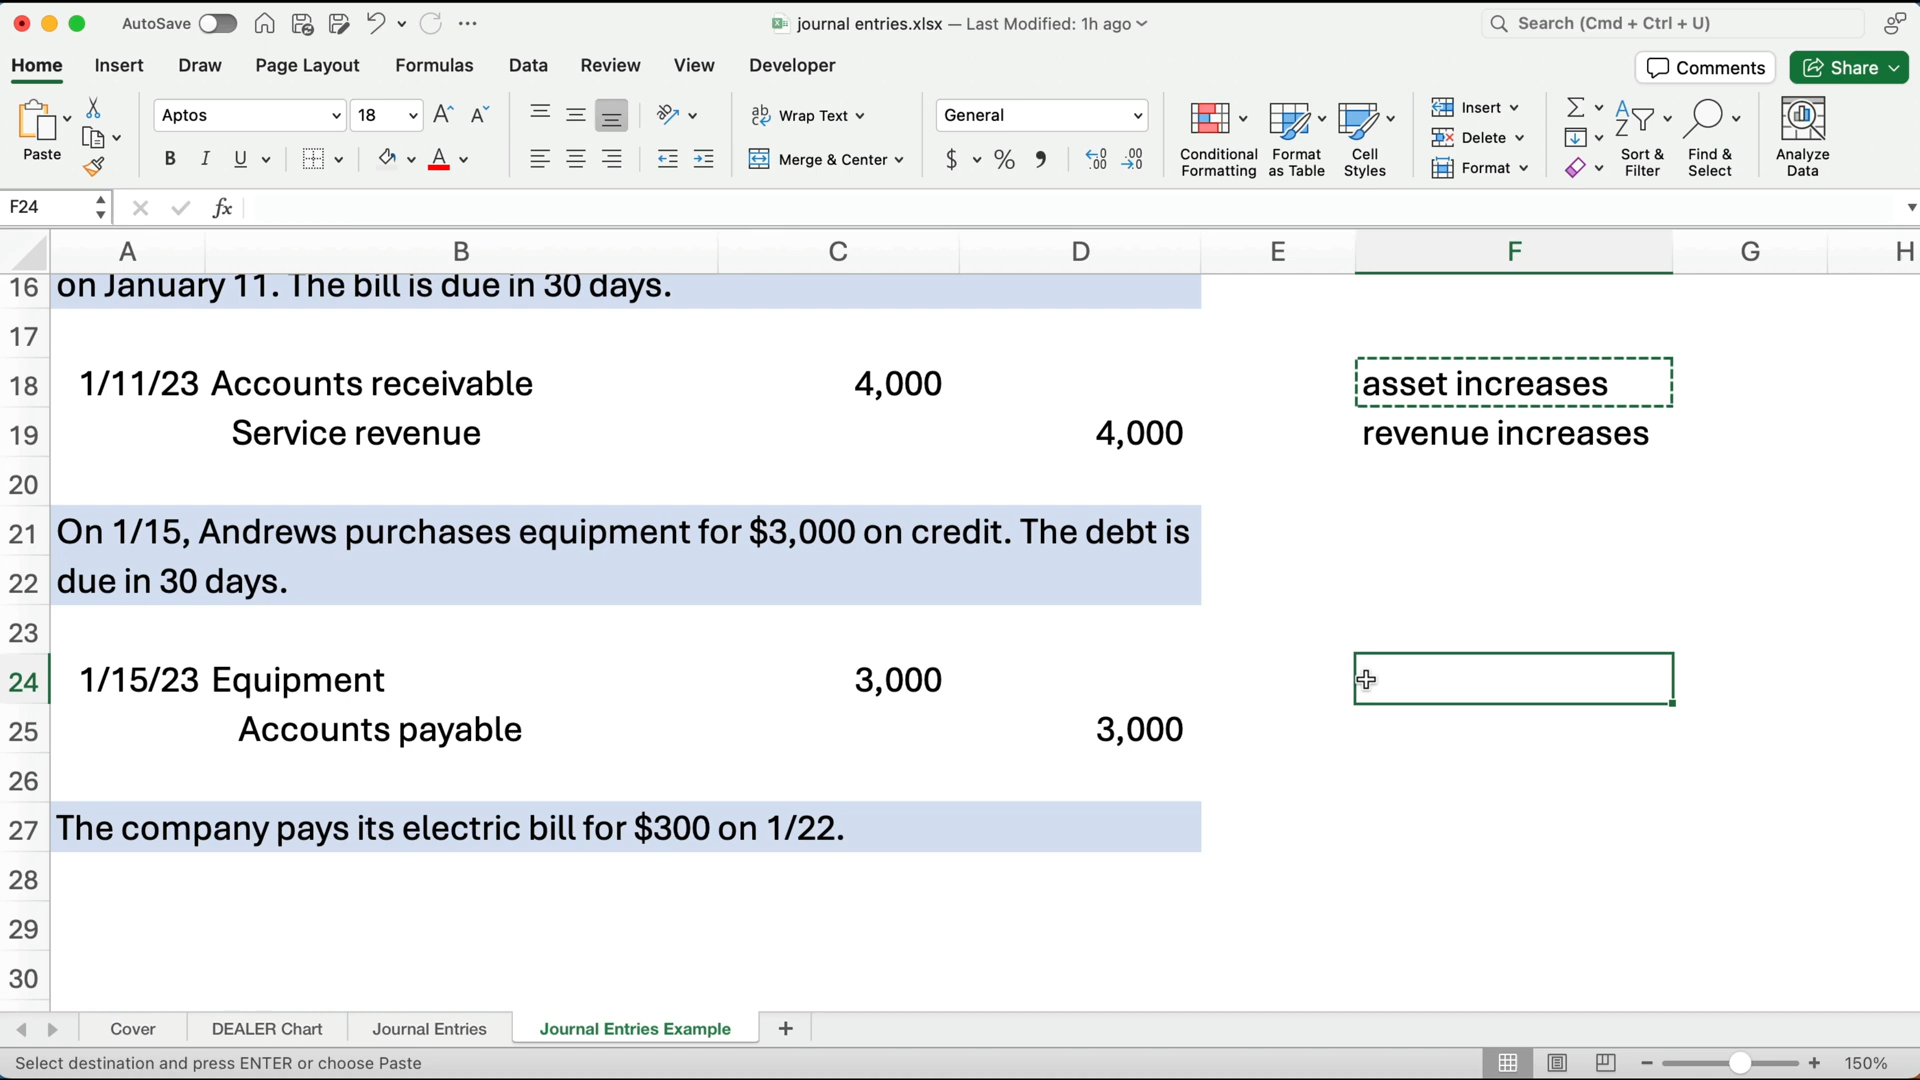 AutoSave
journal entries.xlsx — Last Modified: 1h ago
Search (Cmd + Ctrl + U)
Home Insert Draw Page Layout Formulas Data Review View Developer
Comments
Share
Paste
Aptos
18
A A
Wrap Text
General
B I U A
Merge & Center
$ % 9
.00 .00
Conditional Formatting
Format as Table
Cell Styles
Insert
Delete
Format
Sort & Filter
Find & Select
Analyze Data
F24
fx
A B C D E F G H
16 on January 11. The bill is due in 30 days.
17
18 1/11/23 Accounts receivable 4,000 asset increases
19 Service revenue 4,000 revenue increases
20
21 On 1/15, Andrews purchases equipment for $3,000 on credit. The debt is
22 due in 30 days.
23
24 1/15/23 Equipment 3,000
25 Accounts payable 3,000
26
27 The company pays its electric bill for $300 on 1/22.
28
29
30
Cover DEALER Chart Journal Entries Journal Entries Example +
Select destination and press ENTER or choose Paste
150%